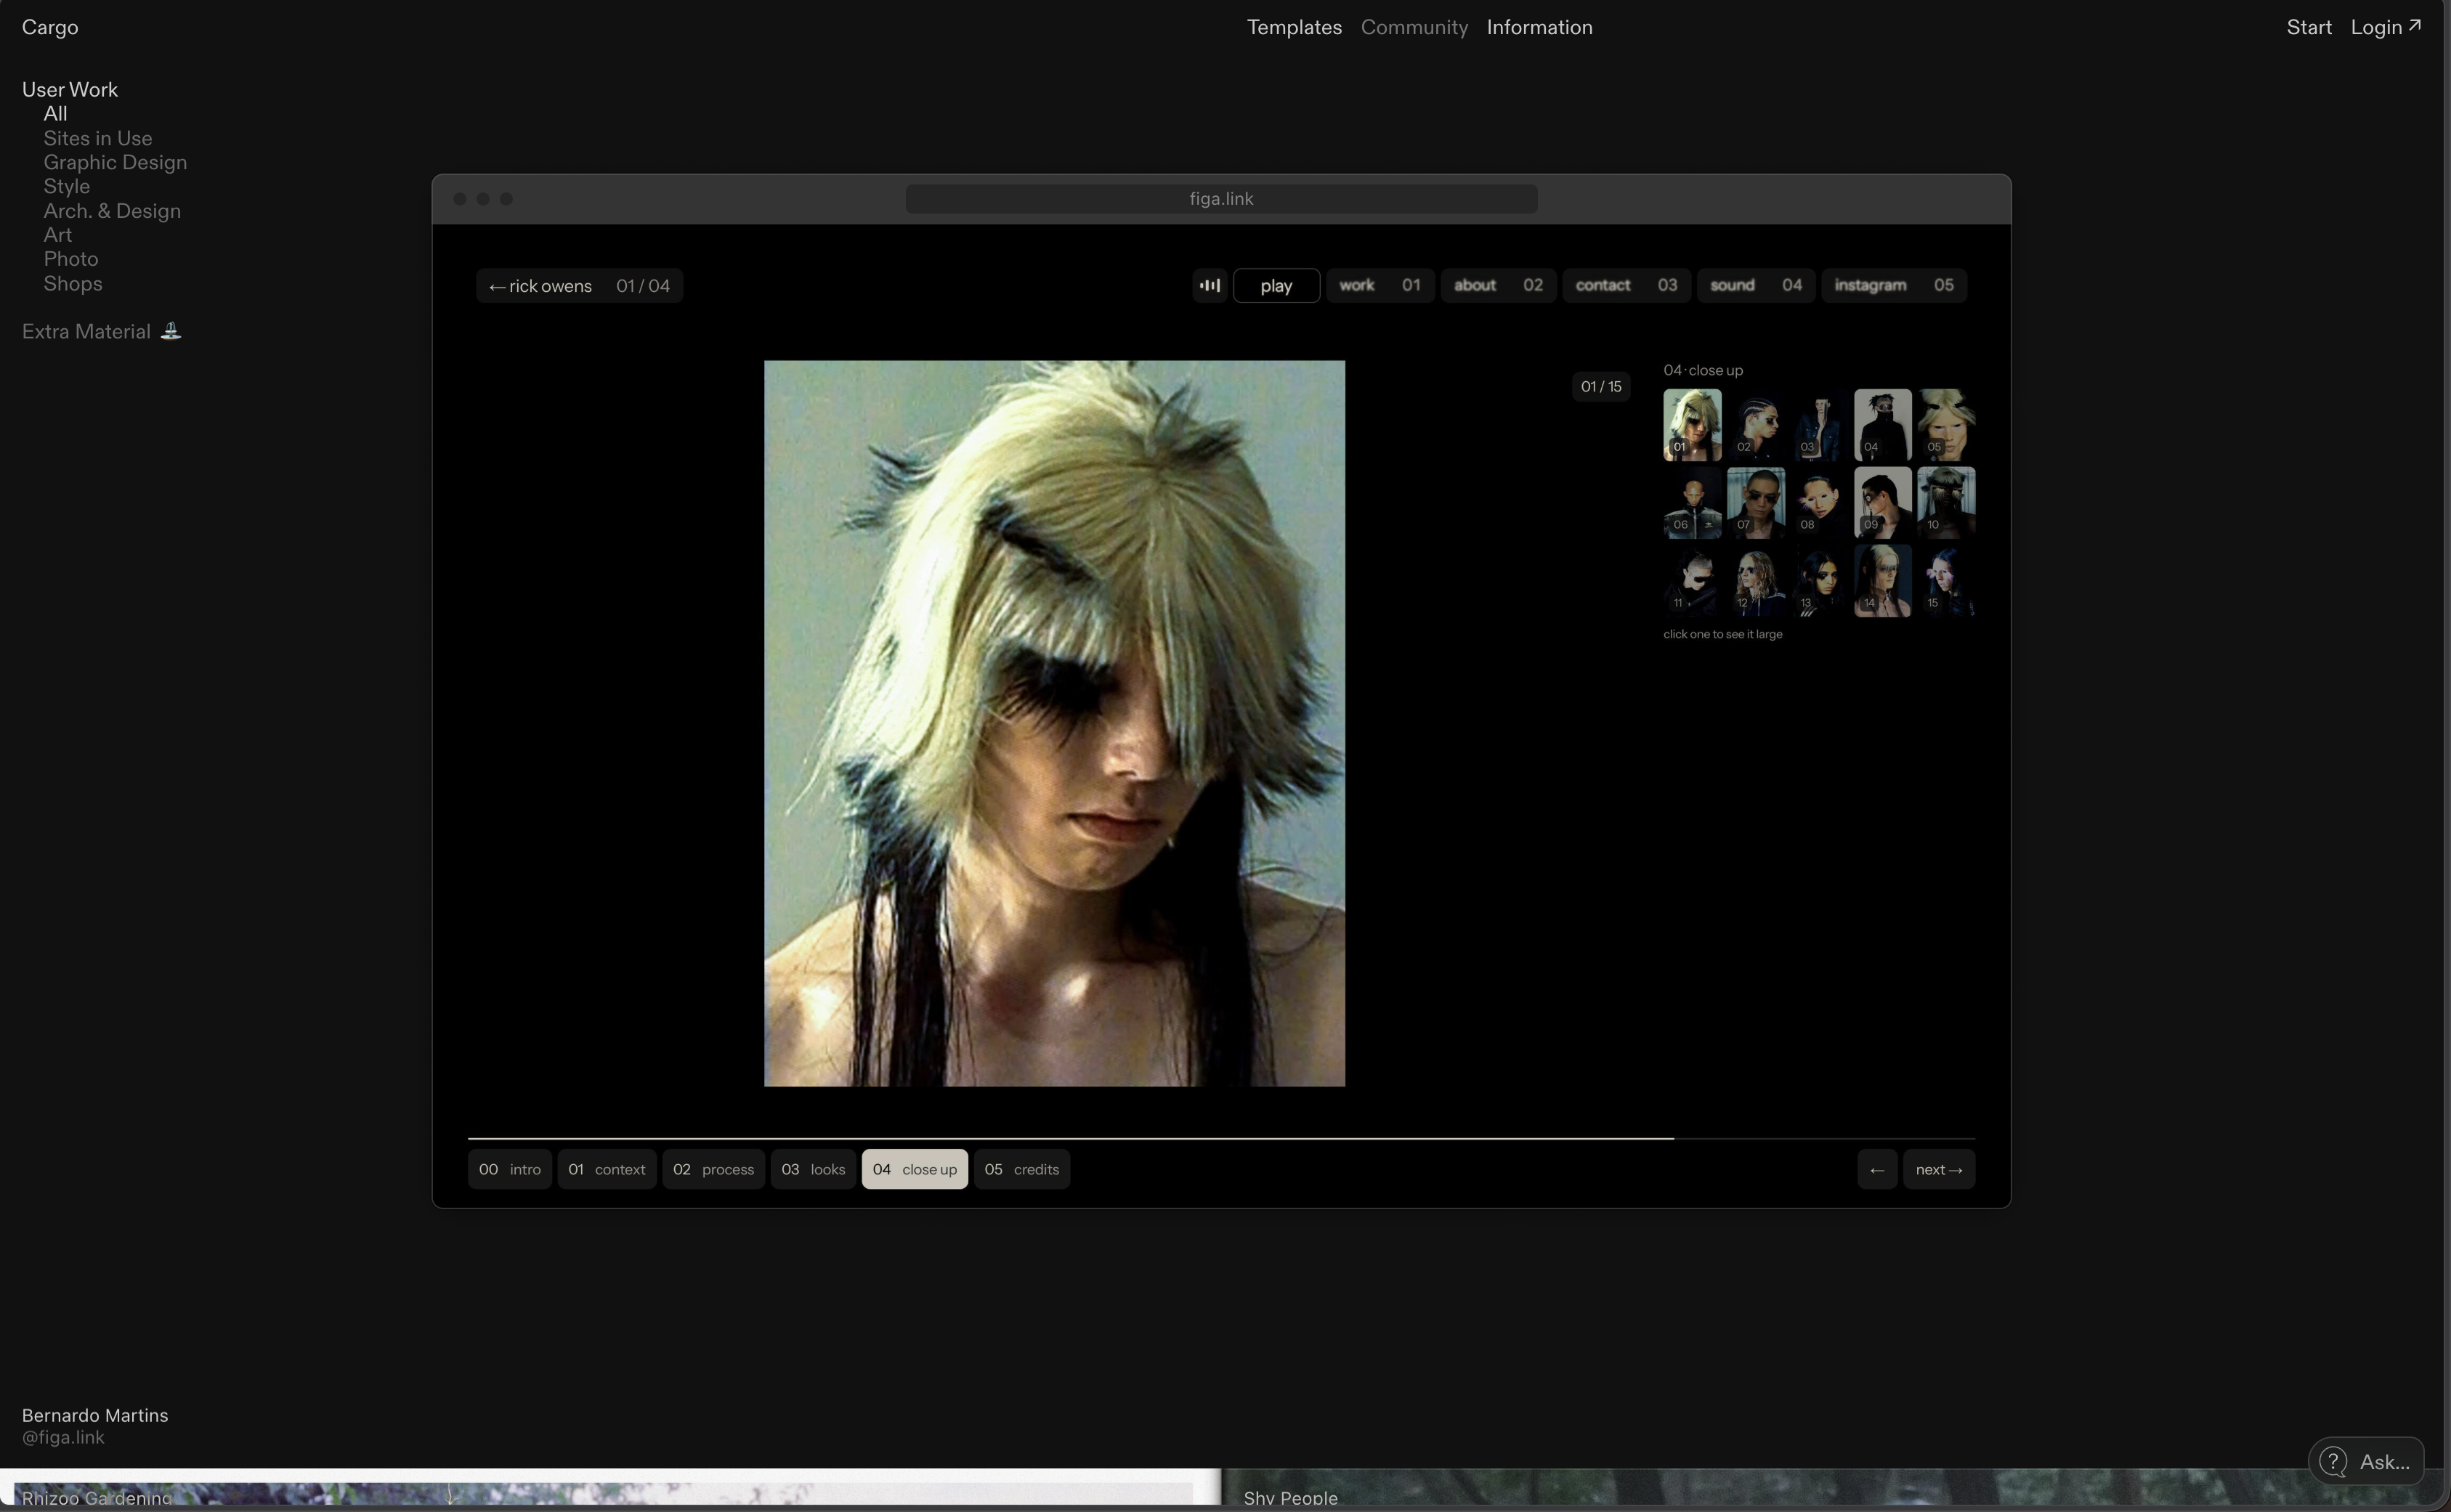 Cargo
Templates Community Information
Start Login ↗
User Work
All
Sites in Use
Graphic Design
Style
Arch. & Design
Art
Photo
Shops
Extra Material
figa.link
← rick owens 01 / 04
play
work 01
about 02
contact 03
sound 04
instagram 05
01 / 15
04 · close up
01 02 03 04 05
06 07 08 09 10
11 12 13 14 15
click one to see it large
00 intro
01 context
02 process
03 looks
04 close up
05 credits
←
next →
Bernardo Martins
@figa.link
? Ask...
Rhizoo Gardening
Shy People